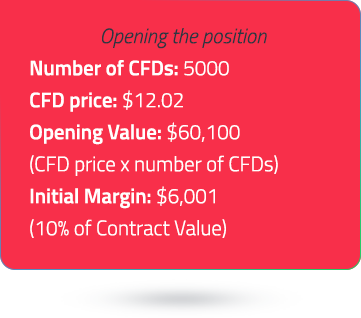 Opening the position
Number of CFDs: 5000
CFD price: $12.02
Opening Value: $60,100
(CFD price x number of CFDs)
Initial Margin: $6,001
(10% of Contract Value)